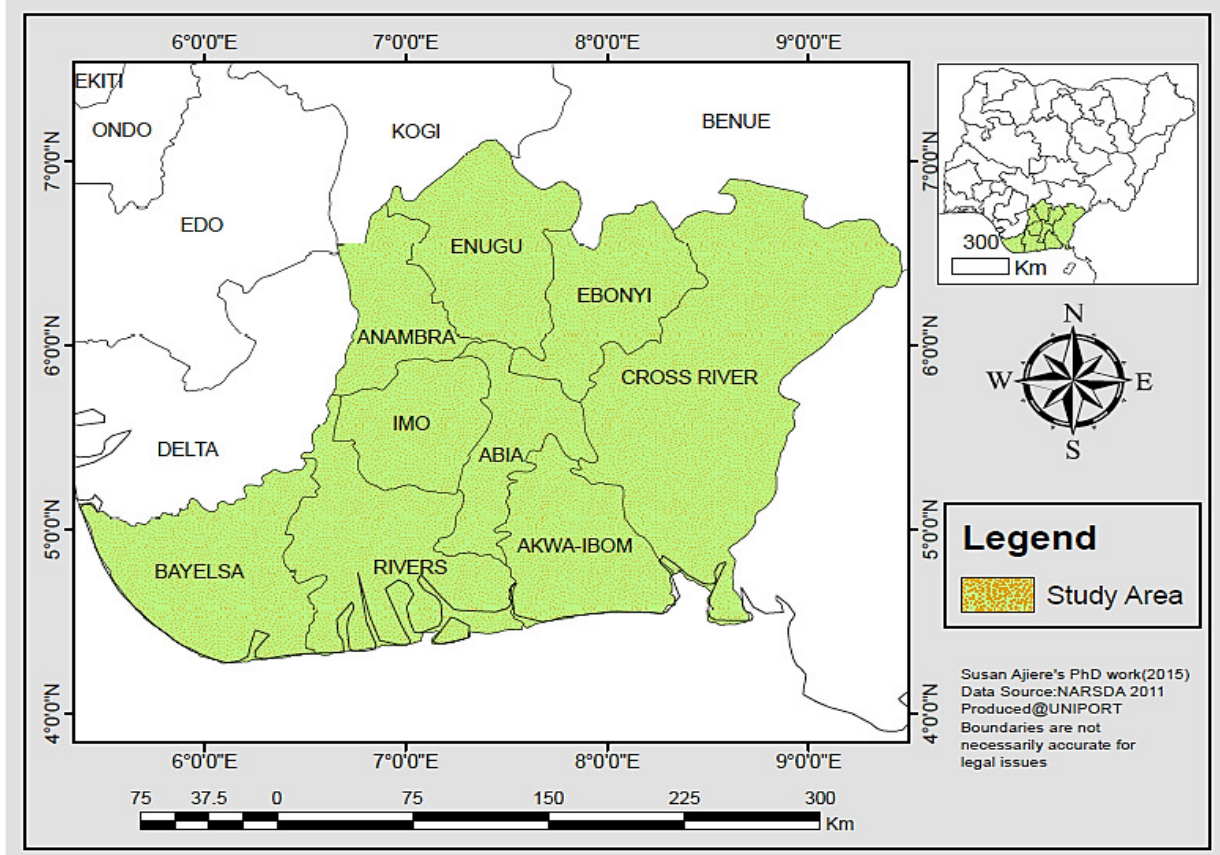 6°0'0"E
7°0'0"E
8°0'0"E
9°0'0"E
7°0'0"N
6°0'0"N
5°0'0"N
4°0'0"N
EKITI
ONDO
KOGI
BENUE
EDO
ENUGU
EBONYI
ANAMBRA
CROSS RIVER
IMO
DELTA
ABIA
AKWA-IBOM
BAYELSA
RIVERS
7°0'0"N
6°0'0"N
5°0'0"N
4°0'0"N
6°0'0"E
7°0'0"E
8°0'0"E
9°0'0"E
75 37.5 0 75 150 225 300
Km
300
Km
N
W E
S
Legend
Study Area
Susan Ajiere's PhD work(2015)
Data Source:NARSDA 2011
Produced@UNIPORT
Boundaries are not
necessarily accurate for
legal issues